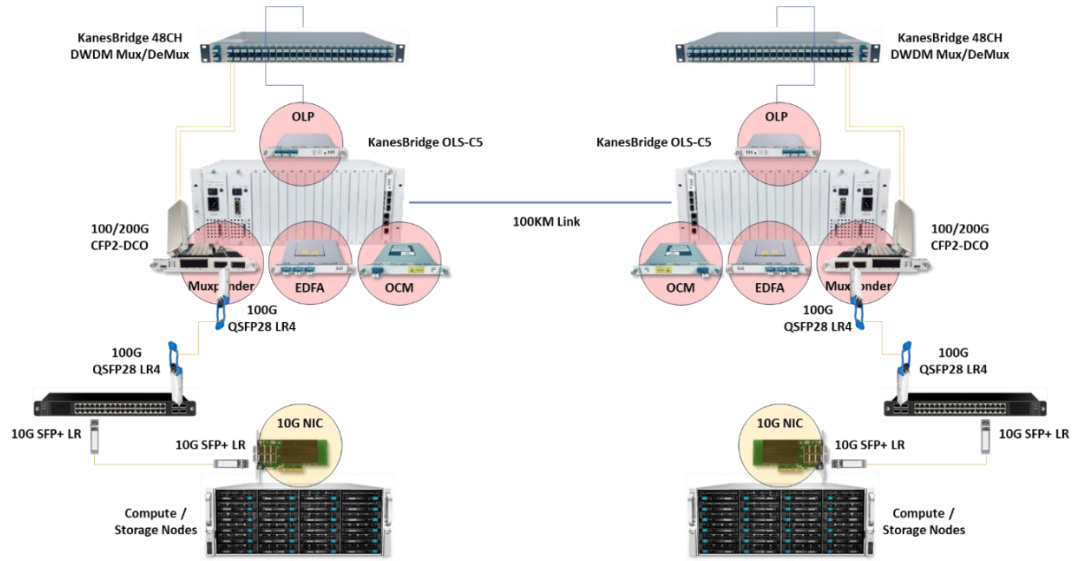 KanesBridge 48CH
DWDM Mux/DeMux
OLP
KanesBridge OLS-C5
100/200G
CFP2-DCO
Muxponder
EDFA
OCM
100G
QSFP28 LR4
100G
QSFP28 LR4
10G SFP+ LR
10G SFP+ LR
10G NIC
Compute /
Storage Nodes
100KM Link
KanesBridge 48CH
DWDM Mux/DeMux
OLP
KanesBridge OLS-C5
100/200G
CFP2-DCO
OCM
EDFA
Muxponder
100G
QSFP28 LR4
100G
QSFP28 LR4
10G NIC
10G SFP+ LR
10G SFP+ LR
Compute /
Storage Nodes